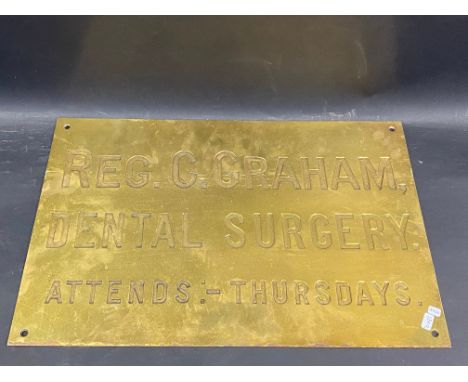 REG. C. GRAHAM,
DENTAL SURGERY.
ATTENDS:- THURSDAYS.